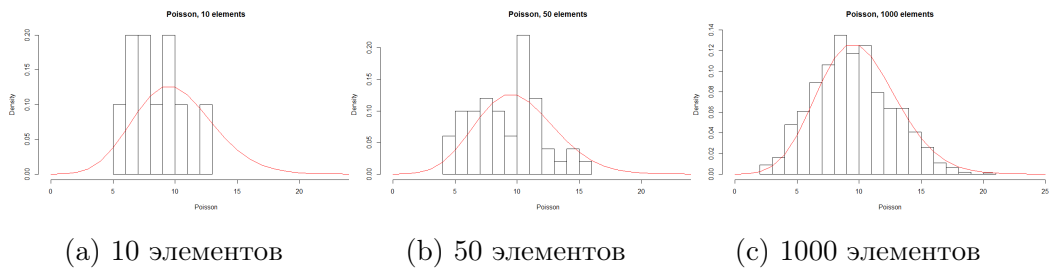 Poisson, 10 elements
Density
0.00 0.05 0.10 0.15 0.20
0 5 10 15 20
Poisson
(a) 10 элементов
Poisson, 50 elements
Density
0.00 0.05 0.10 0.15 0.20
0 5 10 15 20
Poisson
(b) 50 элементов
Poisson, 1000 elements
Density
0.00 0.02 0.04 0.06 0.08 0.10 0.12 0.14
0 5 10 15 20 25
Poisson
(c) 1000 элементов